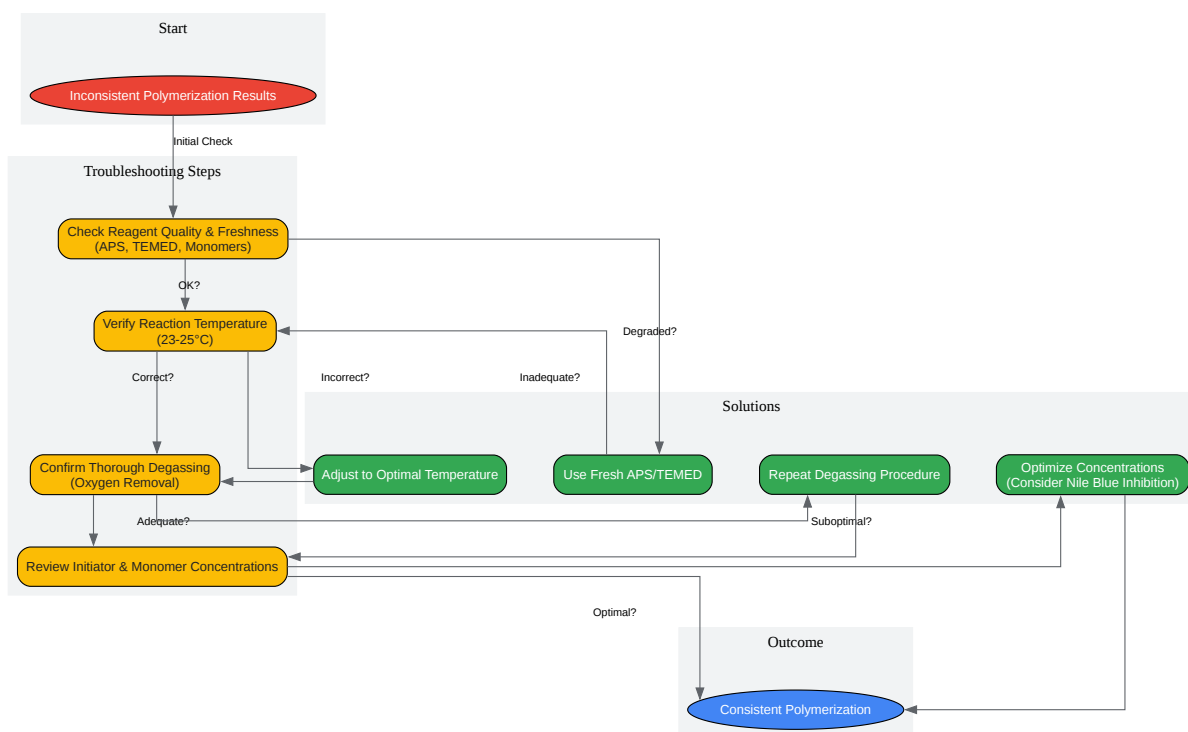 Start
Inconsistent Polymerization Results
Initial Check
Troubleshooting Steps
Check Reagent Quality & Freshness
(APS, TEMED, Monomers)
OK?
Verify Reaction Temperature
(23-25°C)
Degraded?
Correct?
Incorrect?
Inadequate?
Solutions
Confirm Thorough Degassing
(Oxygen Removal)
Adjust to Optimal Temperature
Use Fresh APS/TEMED
Repeat Degassing Procedure
Optimize Concentrations
(Consider Nile Blue Inhibition)
Adequate?
Suboptimal?
Review Initiator & Monomer Concentrations
Optimal?
Outcome
Consistent Polymerization